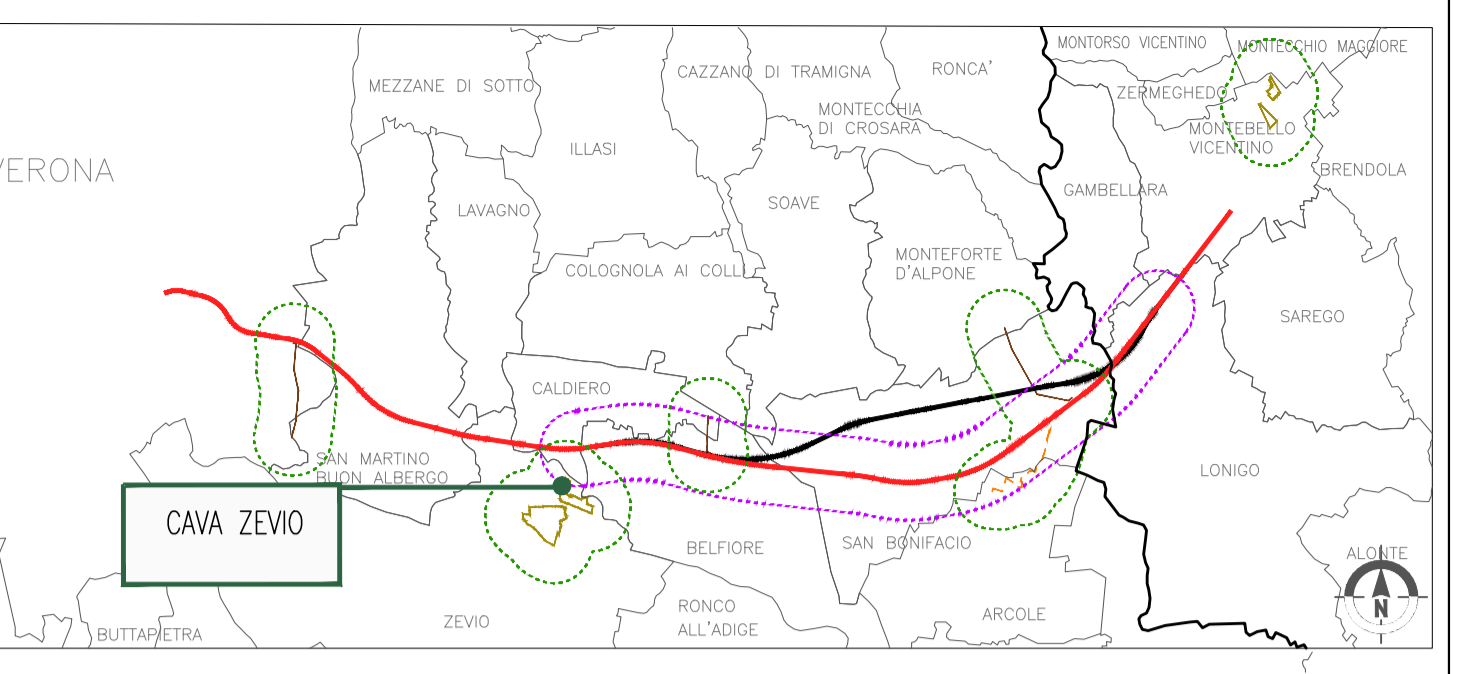 MONTORSO VICENTINO
MONTECCHIO MAGGIORE
MEZZANE DI SOTTO
CAZZANO DI TRAMIGNA
RONCA'
ZERMEGHEDO
MONTECCHIA
DI CROSARA
MONTEBELLO
VICENTINO
ILLASI
VERONA
BRENDOLA
GAMBELLARA
LAVAGNO
SOAVE
MONTEFORTE
D'ALPONE
COLOGNOLA AI COLLI
SAREGO
CALDIERO
SAN MARTINO
BUON ALBERGO
LONIGO
CAVA ZEVIO
BELFIORE
SAN BONIFACIO
ALONTE
N
RONCO
ALL'ADIGE
ARCOLE
ZEVIO
BUTTAPIETRA